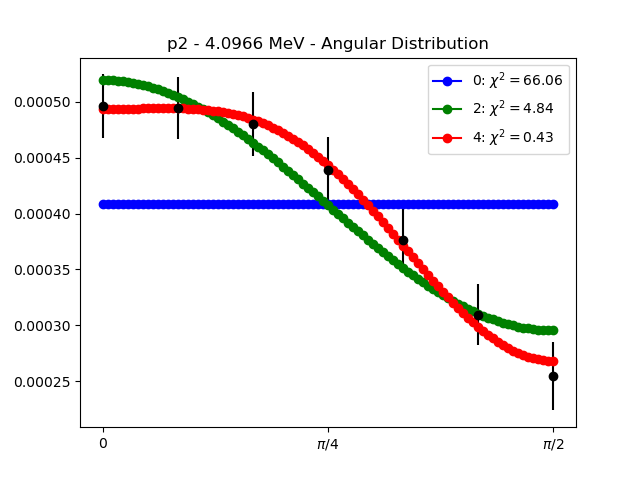 p2 - 4.0966 MeV - Angular Distribution
0: χ² = 66.06
2: χ² = 4.84
4: χ² = 0.43
0.00050
0.00045
0.00040
0.00035
0.00030
0.00025
0 π/4 π/2